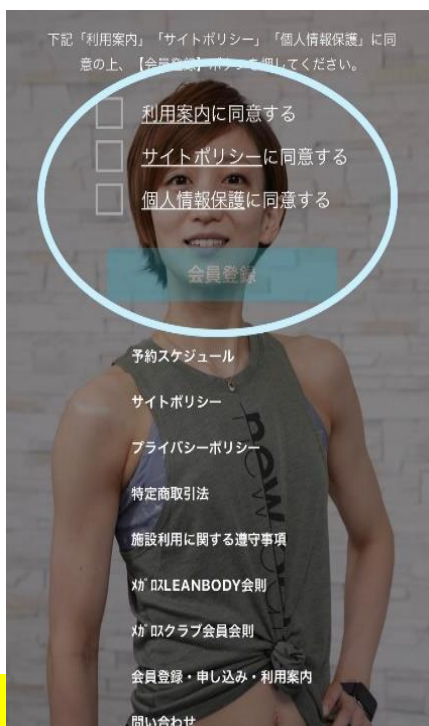 下記「利用案内」「サイトポリシー」「個人情報保護」に同
意の上、【会員登録】ボタンを押してください。
利用案内に同意する
サイトポリシーに同意する
個人情報保護に同意する
会員登録
予約スケジュール
サイトポリシー
プライバシーポリシー
new
特定商取引法
施設利用に関する遵守事項
ﾒｶﾞﾛｽLEANBODY会則
ﾒｶﾞﾛｽクラブ会員会則
会員登録・申し込み・利用案内
問い合わせ